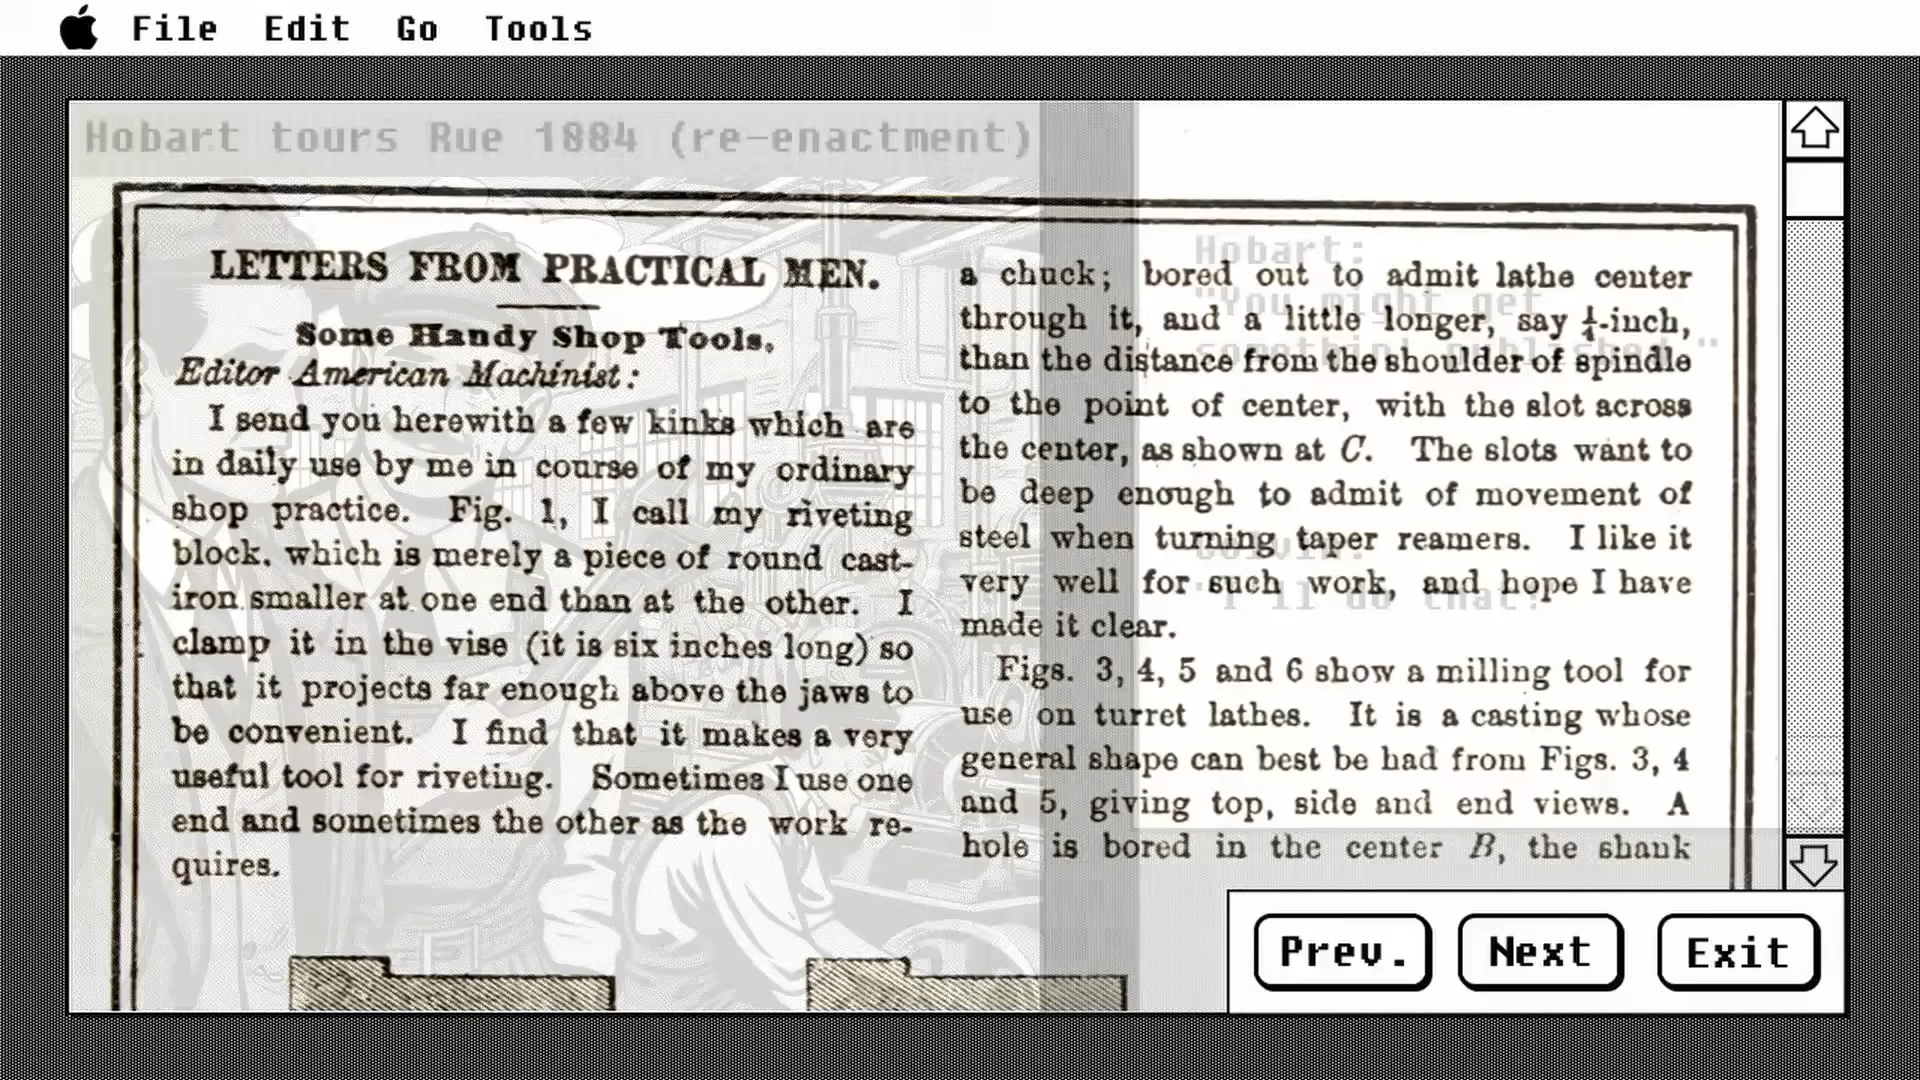 File Edit Go Tools
Hobart tours Rue 1884 (re-enactment)
LETTERS FROM PRACTICAL MEN.
Some Handy Shop Tools.
Editor American Machinist:
I send you herewith a few kinks which are
in daily use by me in course of my ordinary
shop practice. Fig. 1, I call my riveting
block, which is merely a piece of round cast-
iron smaller at one end than at the other. I
clamp it in the vise (it is six inches long) so
that it projects far enough above the jaws to
be convenient. I find that it makes a very
useful tool for riveting. Sometimes I use one
end and sometimes the other as the work re-
quires.
a chuck; bored out to admit lathe center
through it, and a little longer, say ¼-inch,
than the distance from the shoulder of spindle
to the point of center, with the slot across
the center, as shown at C. The slots want to
be deep enough to admit of movement of
steel when turning taper reamers. I like it
very well for such work, and hope I have
made it clear.
Figs. 3, 4, 5 and 6 show a milling tool for
use on turret lathes. It is a casting whose
general shape can best be had from Figs. 3, 4
and 5, giving top, side and end views. A
hole is bored in the center B, the shank
Hobart:
"You might get
somethin' published."
"I'll do that!
Prev. Next Exit